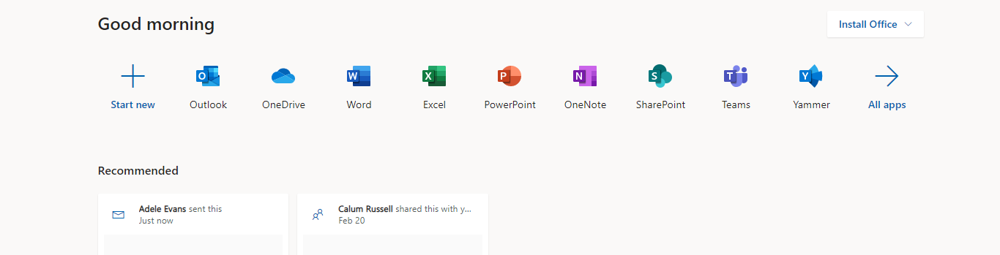 Good morning
Install Office
O
W
X
P
N
S
T
Y
Start new
Outlook
OneDrive
Word
Excel
PowerPoint
OneNote
SharePoint
Teams
Yammer
All apps
Recommended
Adele Evans sent this
Just now
Calum Russell shared this with y...
Feb 20